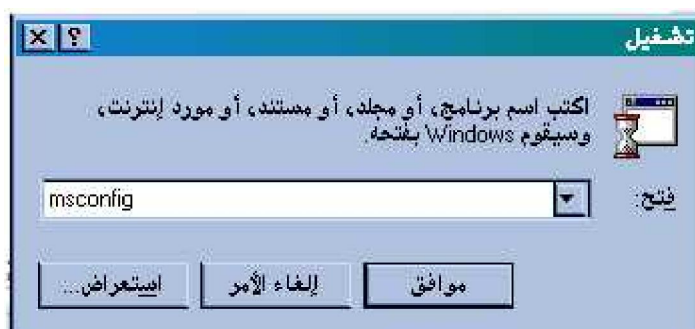 تشغيل
اكتب اسم برنامج، أو مجلد، أو مستند، أو مورد إنترنت،
وسيقوم Windows بفتحه.
فتح:
msconfig
موافق
إلغاء الأمر
استعراض...